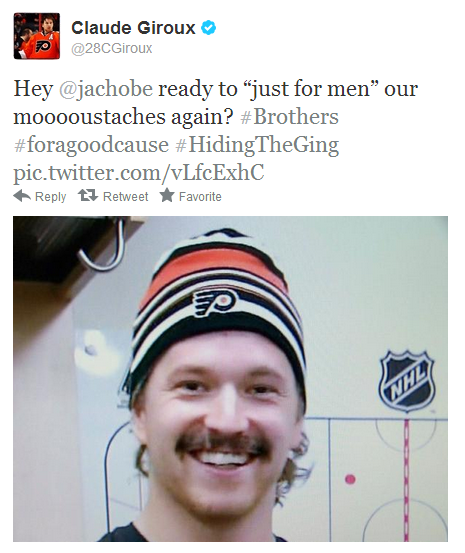 Claude Giroux
@28CGiroux
Hey @jachobe ready to “just for men” our
mooooustaches again? #Brothers
#foragoodcause #HidingTheGing
pic.twitter.com/vLfcExhC
Reply Retweet Favorite
NHL